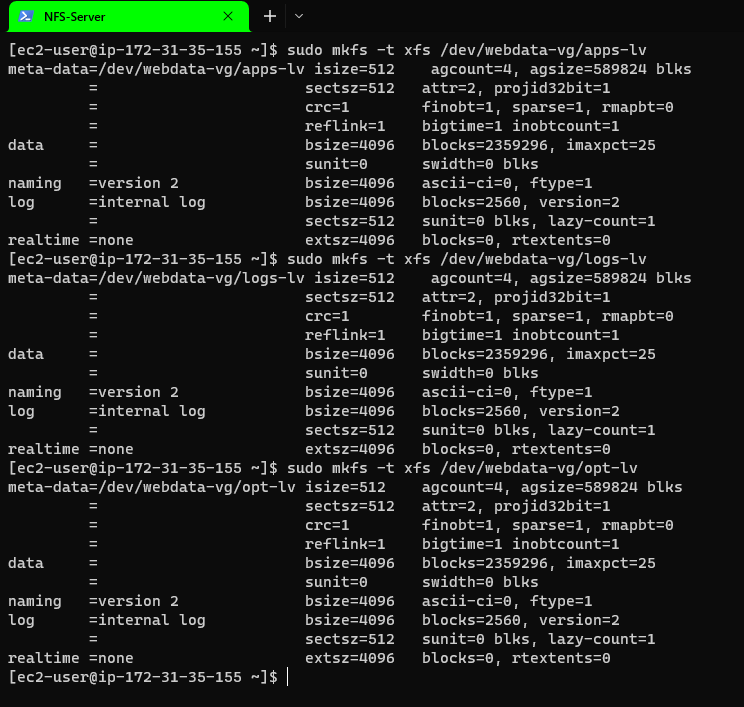 NFS-Server
[ec2-user@ip-172-31-35-155 ~]$ sudo mkfs -t xfs /dev/webdata-vg/apps-lv
meta-data=/dev/webdata-vg/apps-lv isize=512    agcount=4, agsize=589824 blks
         =                       sectsz=512   attr=2, projid32bit=1
         =                       crc=1        finobt=1, sparse=1, rmapbt=0
         =                       reflink=1    bigtime=1 inobtcount=1
data     =                       bsize=4096   blocks=2359296, imaxpct=25
         =                       sunit=0      swidth=0 blks
naming   =version 2              bsize=4096   ascii-ci=0, ftype=1
log      =internal log           bsize=4096   blocks=2560, version=2
         =                       sectsz=512   sunit=0 blks, lazy-count=1
realtime =none                   extsz=4096   blocks=0, rtextents=0
[ec2-user@ip-172-31-35-155 ~]$ sudo mkfs -t xfs /dev/webdata-vg/logs-lv
meta-data=/dev/webdata-vg/logs-lv isize=512    agcount=4, agsize=589824 blks
         =                       sectsz=512   attr=2, projid32bit=1
         =                       crc=1        finobt=1, sparse=1, rmapbt=0
         =                       reflink=1    bigtime=1 inobtcount=1
data     =                       bsize=4096   blocks=2359296, imaxpct=25
         =                       sunit=0      swidth=0 blks
naming   =version 2              bsize=4096   ascii-ci=0, ftype=1
log      =internal log           bsize=4096   blocks=2560, version=2
         =                       sectsz=512   sunit=0 blks, lazy-count=1
realtime =none                   extsz=4096   blocks=0, rtextents=0
[ec2-user@ip-172-31-35-155 ~]$ sudo mkfs -t xfs /dev/webdata-vg/opt-lv
meta-data=/dev/webdata-vg/opt-lv isize=512    agcount=4, agsize=589824 blks
         =                       sectsz=512   attr=2, projid32bit=1
         =                       crc=1        finobt=1, sparse=1, rmapbt=0
         =                       reflink=1    bigtime=1 inobtcount=1
data     =                       bsize=4096   blocks=2359296, imaxpct=25
         =                       sunit=0      swidth=0 blks
naming   =version 2              bsize=4096   ascii-ci=0, ftype=1
log      =internal log           bsize=4096   blocks=2560, version=2
         =                       sectsz=512   sunit=0 blks, lazy-count=1
realtime =none                   extsz=4096   blocks=0, rtextents=0
[ec2-user@ip-172-31-35-155 ~]$